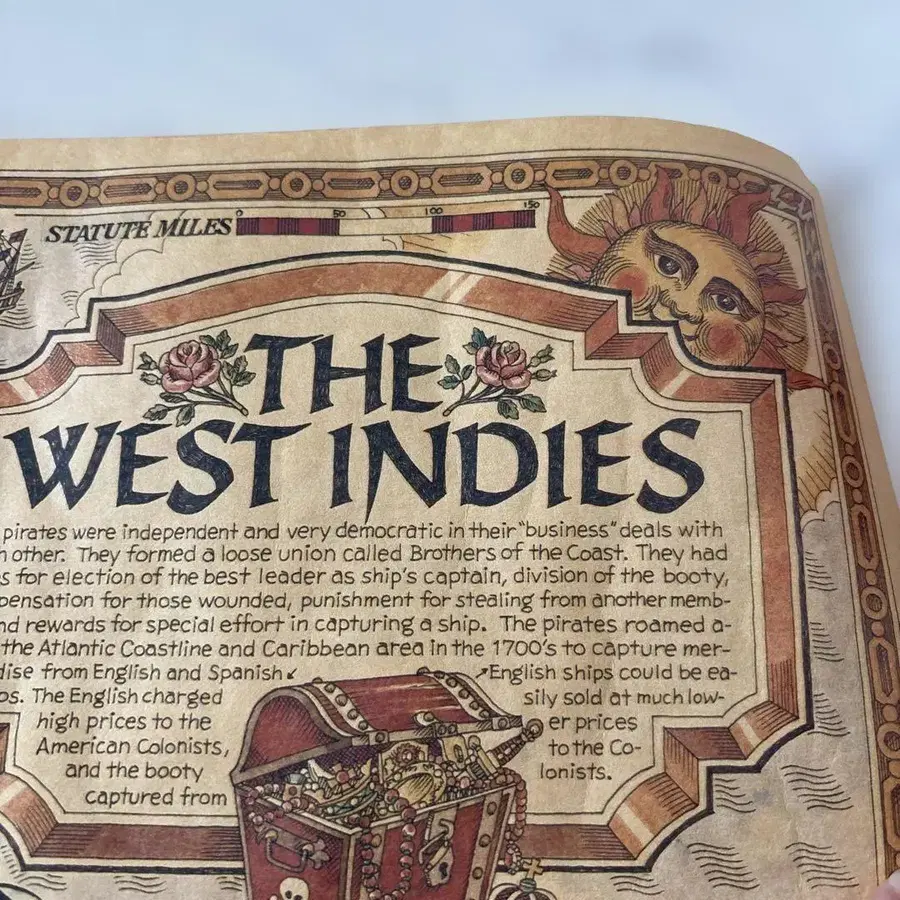 STATUTE MILES 0 50 100 150
THE
WEST INDIES
pirates were independent and very democratic in their "business" deals with
other. They formed a loose union called Brothers of the Coast. They had
for election of the best leader as ship's captain, division of the booty,
pensation for those wounded, punishment for stealing from another memb-
nd rewards for special effort in capturing a ship. The pirates roamed a-
the Atlantic Coastline and Caribbean area in the 1700's to capture mer-
dise from English and Spanish
os. The English charged
high prices to the
American Colonists,
and the booty
captured from
English ships could be ea-
sily sold at much low-
er prices
to the Co-
lonists.